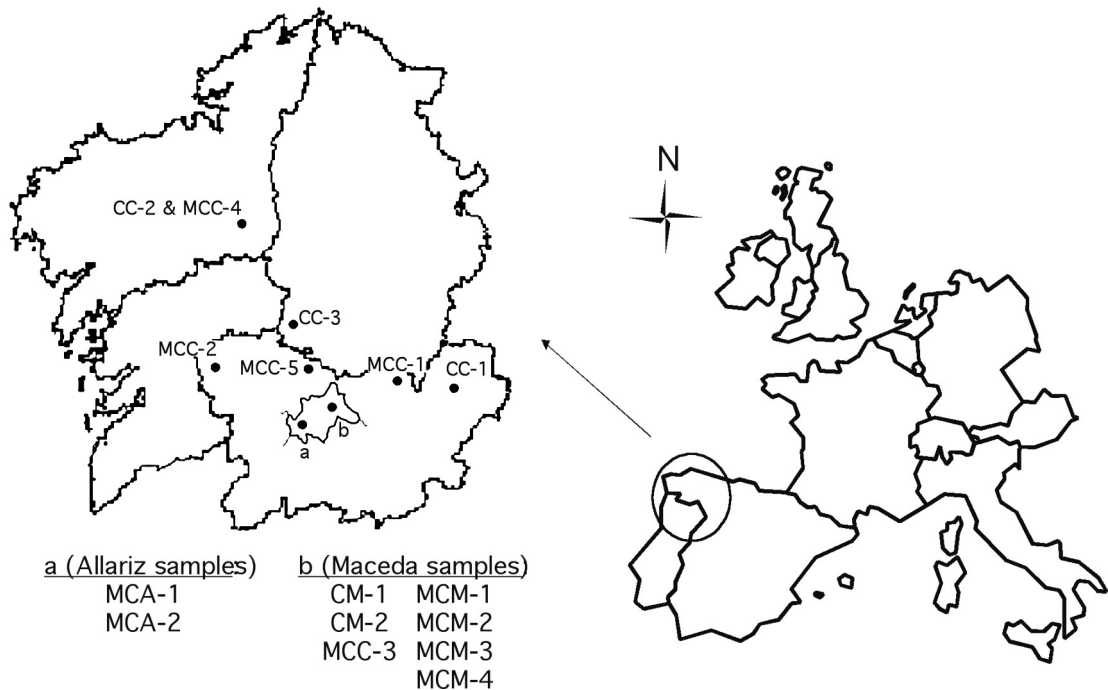 N
CC-2 & MCC-4
CC-3
MCC-2
MCC-5
MCC-1
CC-1
b
a
a (Allariz samples)
MCA-1
MCA-2
b (Maceda samples)
CM-1 MCM-1
CM-2 MCM-2
MCC-3 MCM-3
MCM-4